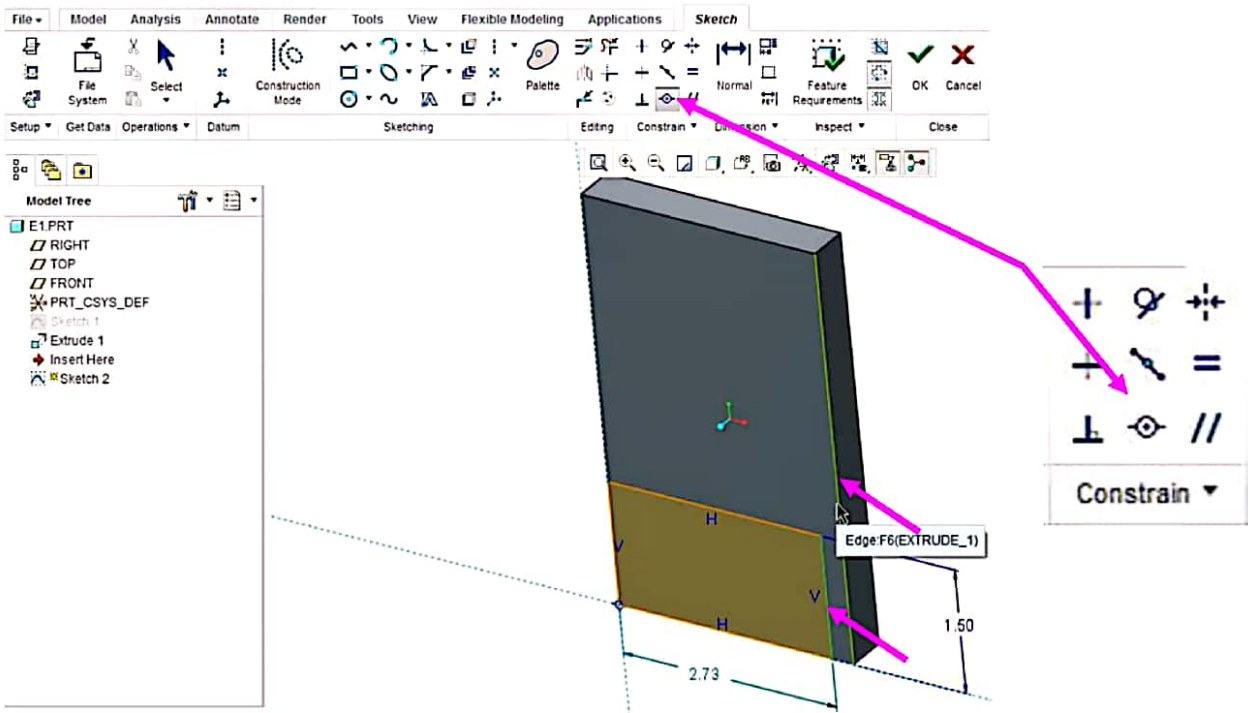 File Model Analysis Annotate Render Tools View Flexible Modeling Applications Sketch
File System
Select
Construction Mode
Palette
Normal
Feature Requirements
OK
Cancel
Setup Get Data Operations Datum Sketching Editing Constrain Dimension Inspect Close
Model Tree
E1.PRT
RIGHT
TOP
FRONT
PRT_CSYS_DEF
Sketch 1
Extrude 1
Insert Here
Sketch 2
H
V
Edge:F6(EXTRUDE_1)
V
H
1.50
2.73
Constrain